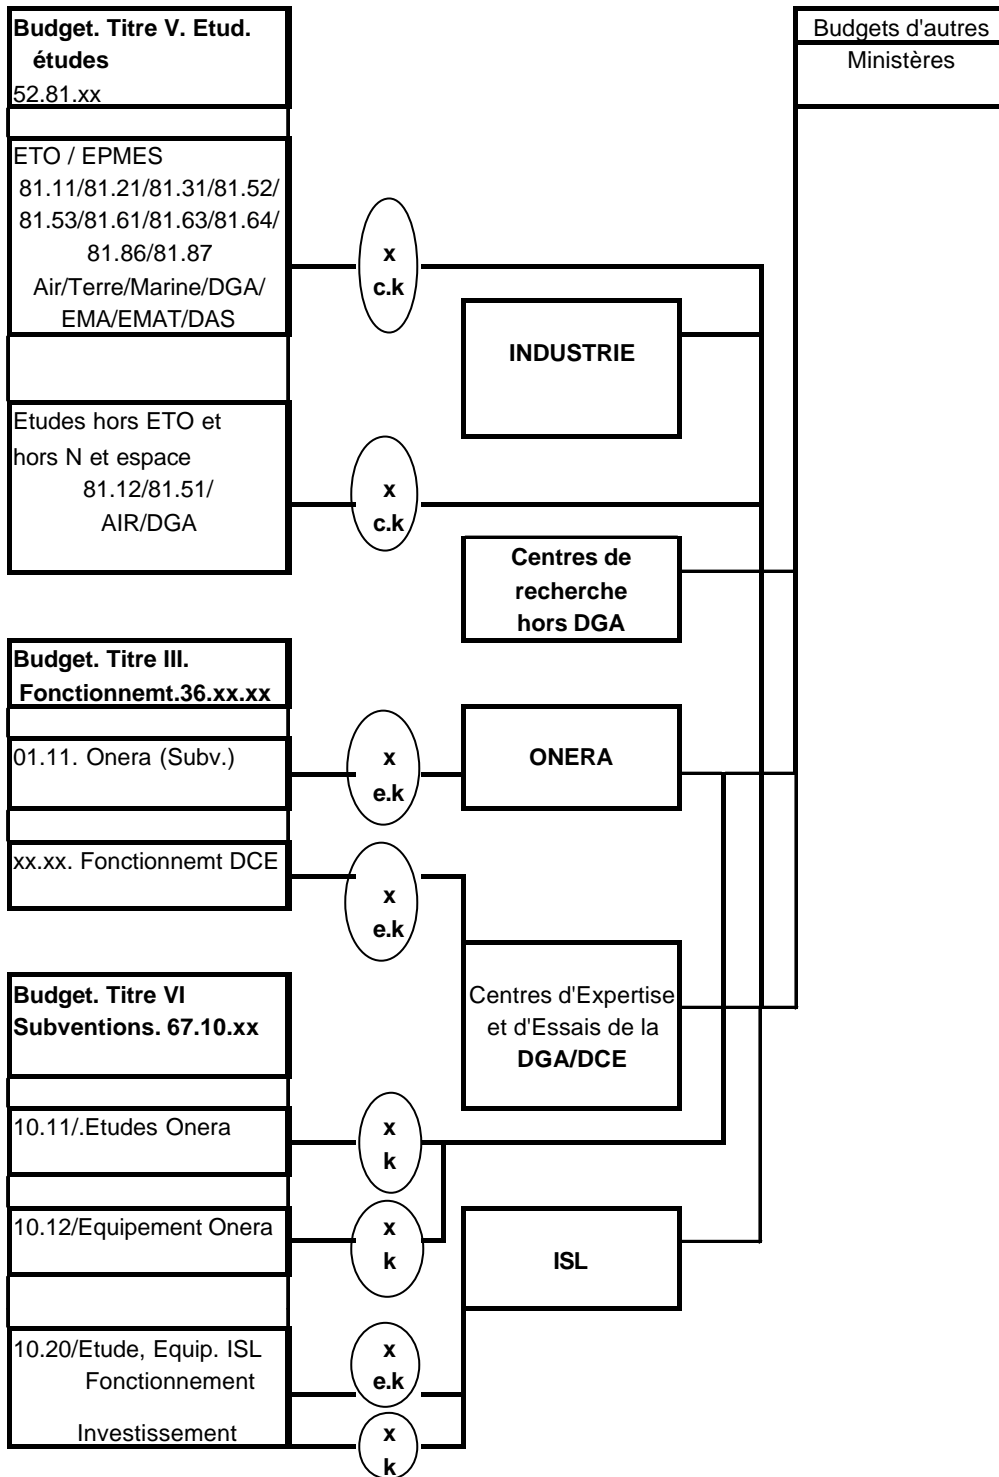 Budget. Titre V. Etud.
études
52.81.xx
ETO / EPMES
81.11/81.21/81.31/81.52/
81.53/81.61/81.63/81.64/
81.86/81.87
Air/Terre/Marine/DGA/
EMA/EMAT/DAS
x
c.k
Etudes hors ETO et
hors N et espace
81.12/81.51/
AIR/DGA
x
c.k
Budgets d'autres
Ministères
INDUSTRIE
Centres de
recherche
hors DGA
Budget. Titre III.
Fonctionnemt.36.xx.xx
01.11. Onera (Subv.)
x
e.k
ONERA
xx.xx. Fonctionnemt DCE
x
e.k
Centres d'Expertise
et d'Essais de la
DGA/DCE
Budget. Titre VI
Subventions. 67.10.xx
10.11/.Etudes Onera
x
k
10.12/Equipement Onera
x
k
ISL
10.20/Etude, Equip. ISL
Fonctionnement
x
e.k
Investissement
x
k